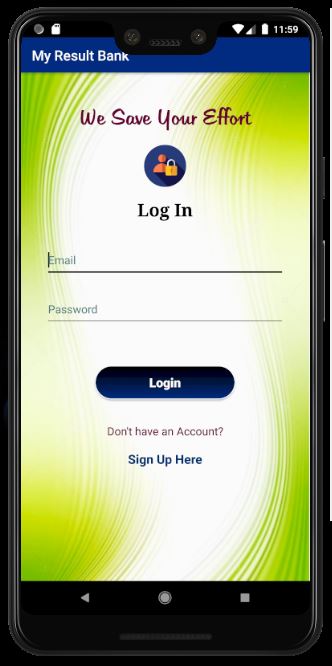 11:59
My Result Bank
We Save Your Effort
Log In
Email
Password
Login
Don't have an Account?
Sign Up Here